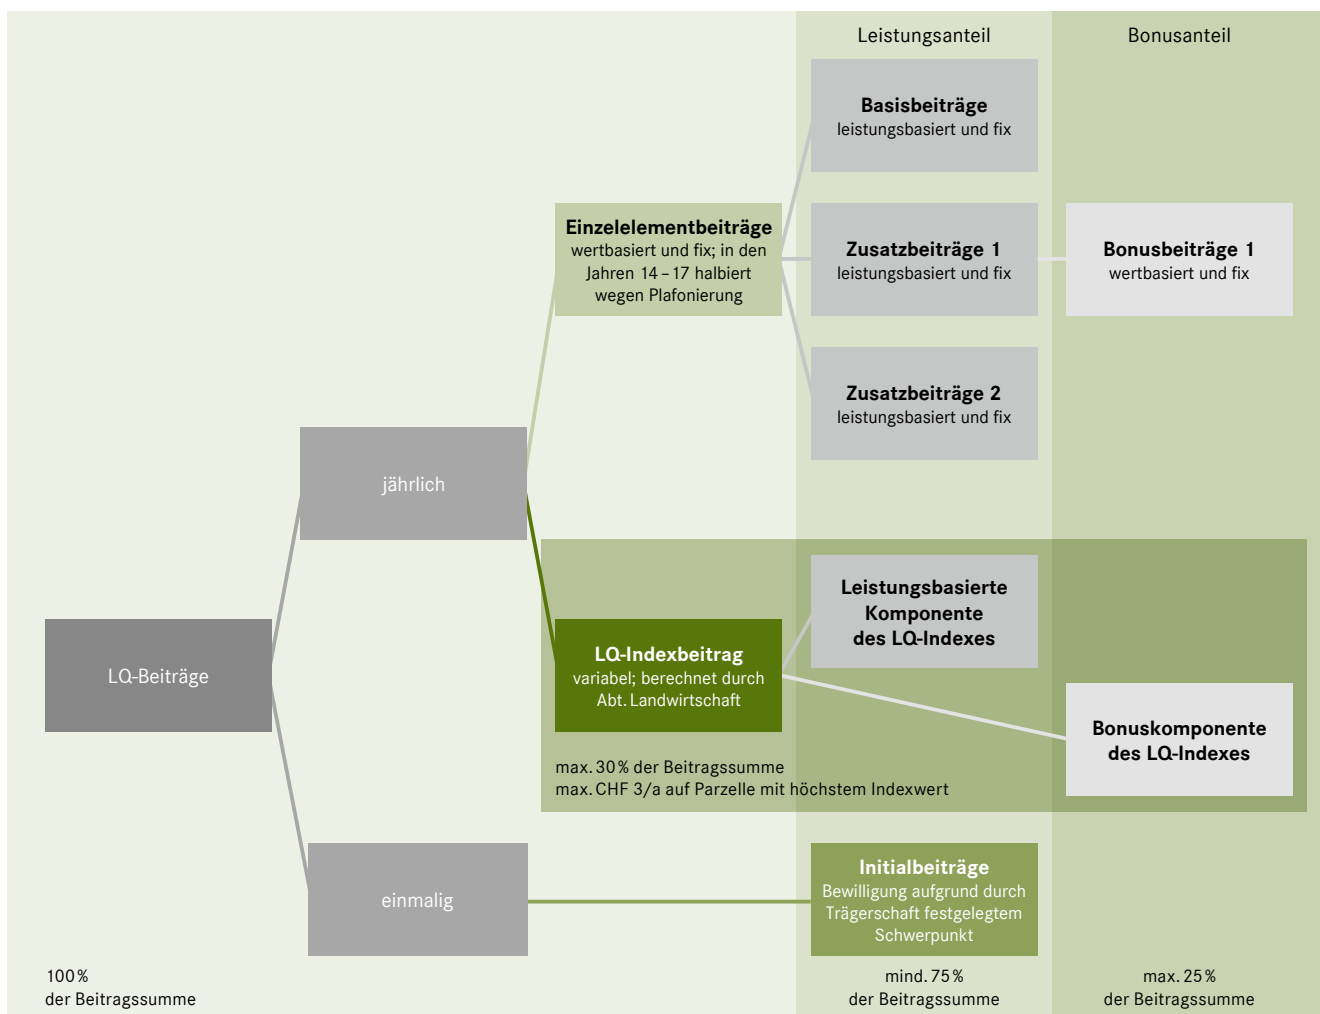 Leistungsanteil
Bonusanteil
Basisbeiträge
leistungsbasiert und fix
Einzelelementbeiträge
wertbasiert und fix; in den
Jahren 14 – 17 halbiert
wegen Plafonierung
Zusatzbeiträge 1
leistungsbasiert und fix
Bonusbeiträge 1
wertbasiert und fix
Zusatzbeiträge 2
leistungsbasiert und fix
jährlich
Leistungsbasierte
Komponente
des LQ-Indexes
LQ-Beiträge
LQ-Indexbeitrag
variabel; berechnet durch
Abt. Landwirtschaft
Bonuskomponente
des LQ-Indexes
max. 30 % der Beitragssumme
max. CHF 3/a auf Parzelle mit höchstem Indexwert
einmalig
Initialbeiträge
Bewilligung aufgrund durch
Trägerschaft festgelegtem
Schwerpunkt
100 %
der Beitragssumme
mind. 75 %
der Beitragssumme
max. 25 %
der Beitragssumme